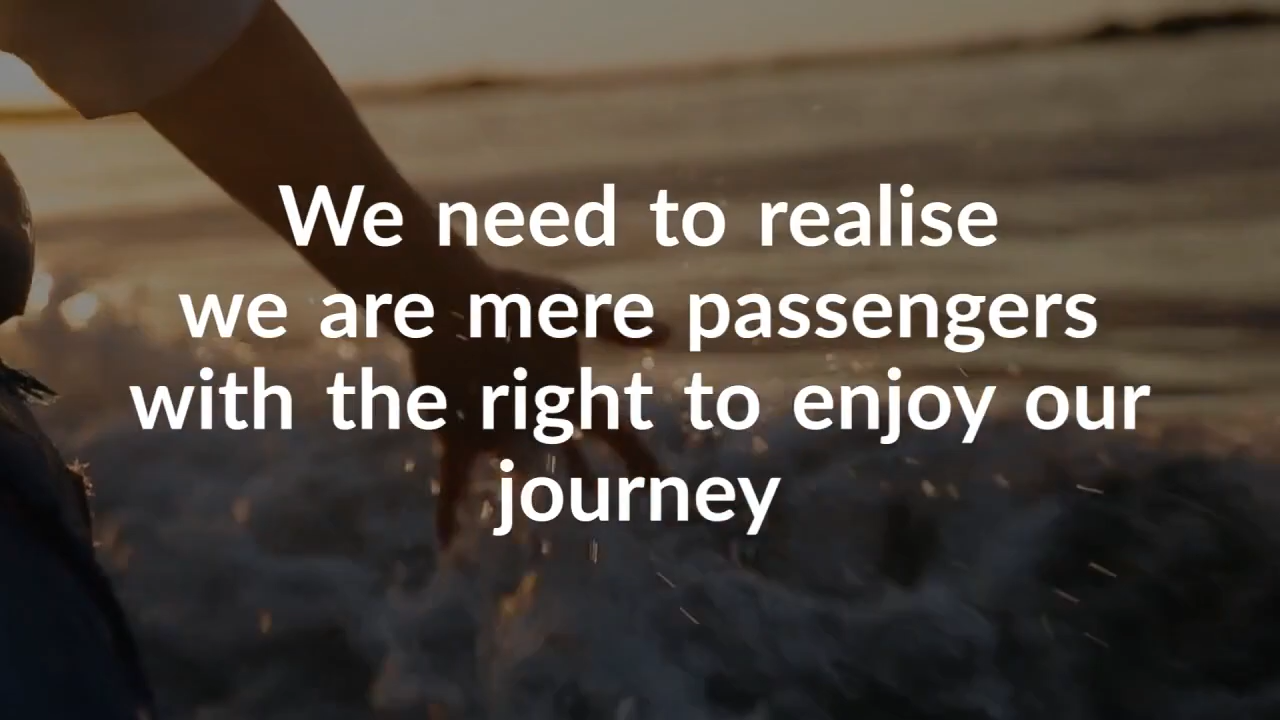 We need to realise
we are mere passengers
with the right to enjoy our
journey